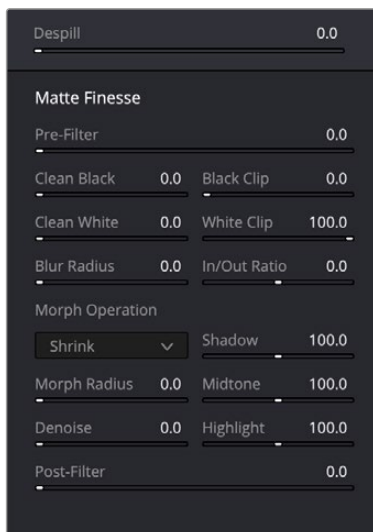 Despill 0.0
Matte Finesse
Pre-Filter 0.0
Clean Black 0.0 Black Clip 0.0
Clean White 0.0 White Clip 100.0
Blur Radius 0.0 In/Out Ratio 0.0
Morph Operation
Shrink Shadow 100.0
Morph Radius 0.0 Midtone 100.0
Denoise 0.0 Highlight 100.0
Post-Filter 0.0